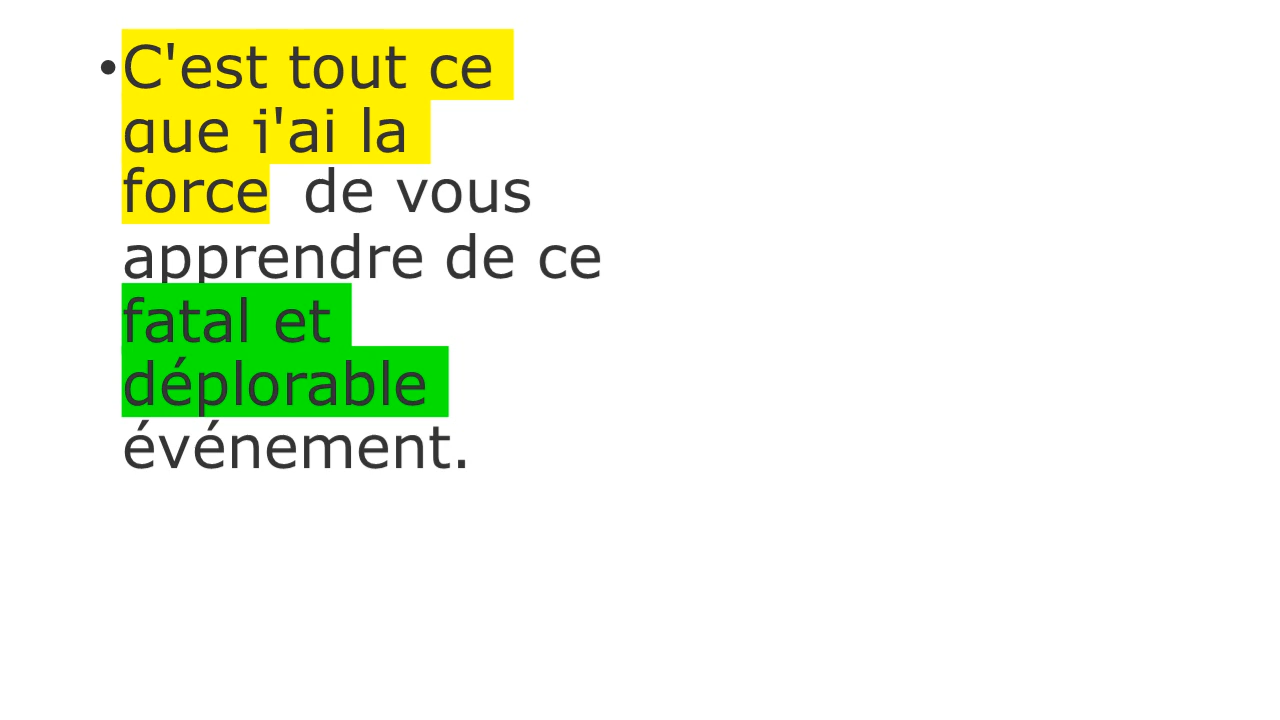 •C'est tout ce
que j'ai la
force  de vous
apprendre de ce
fatal et
déplorable
événement.